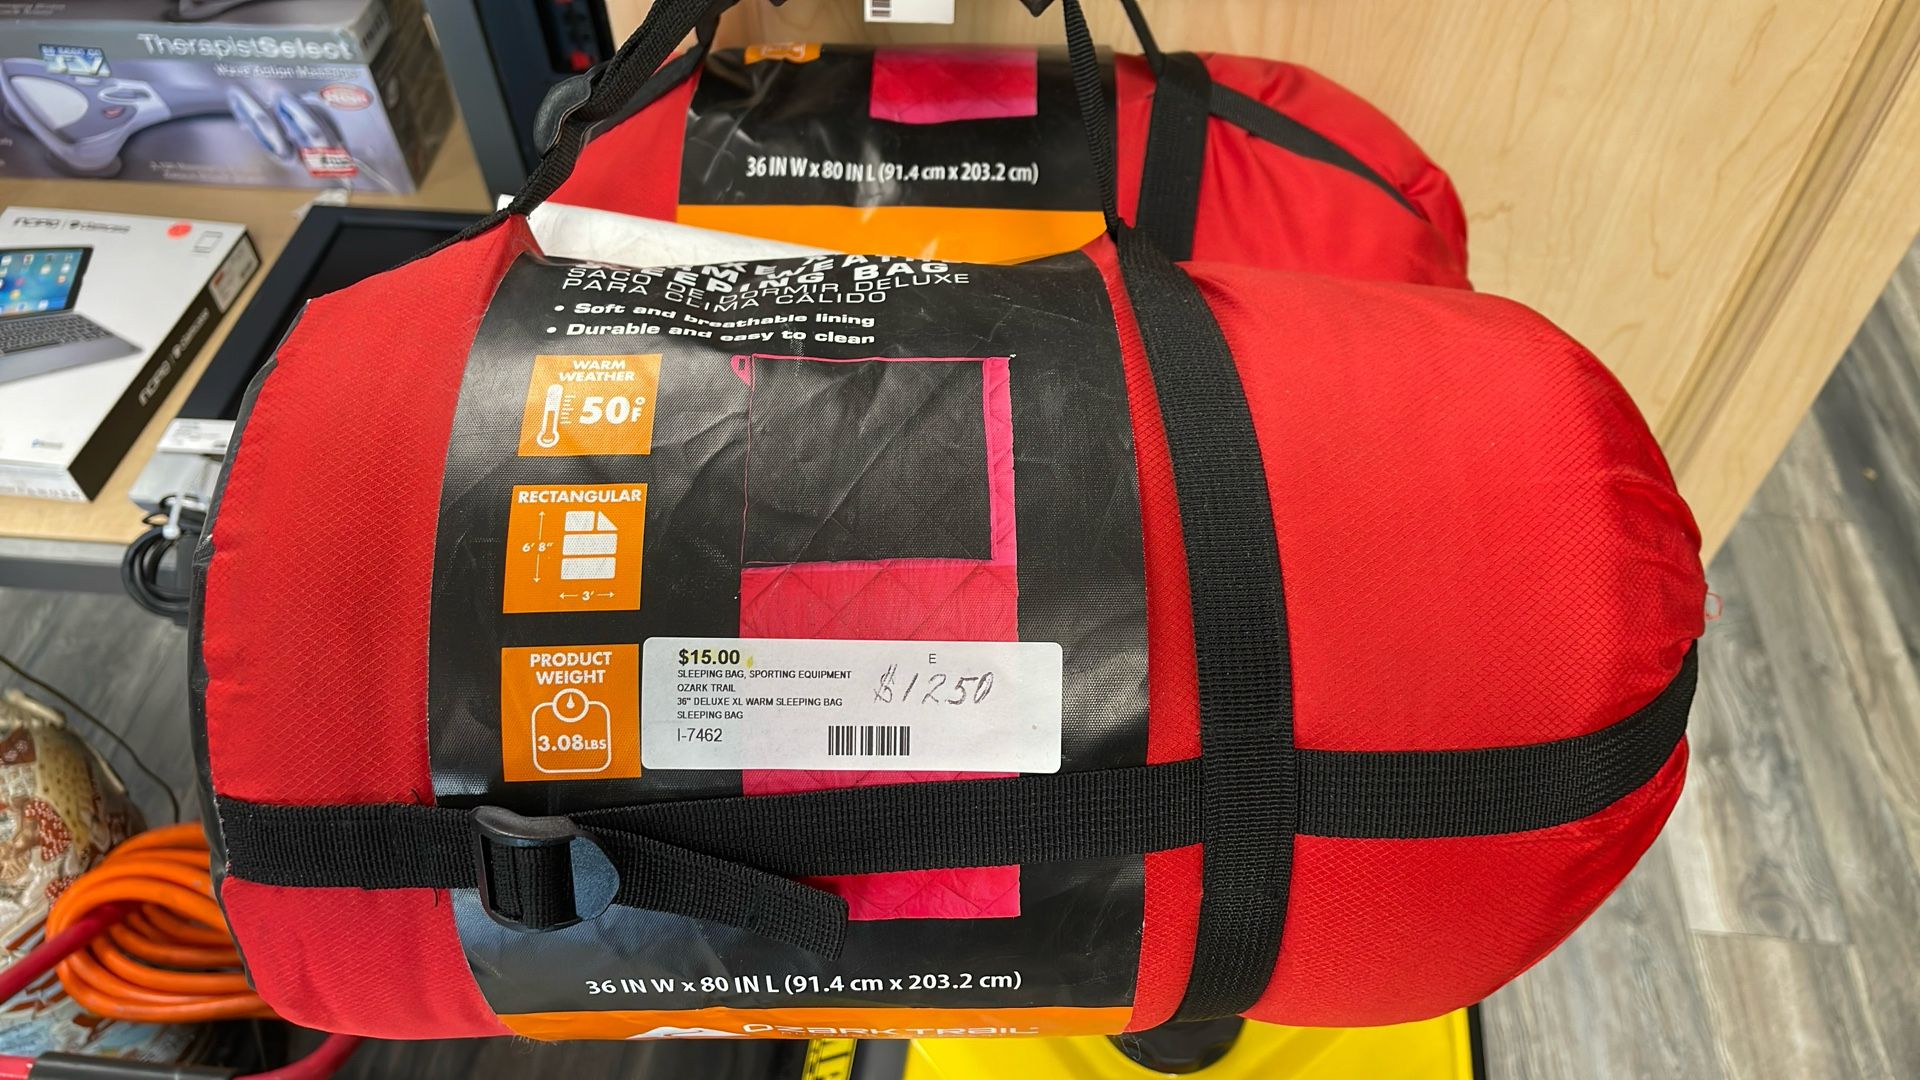 TherapistSelect
Wave Action Massager
36 IN W x 80 IN L (91.4 cm x 203.2 cm)
SACO DE DORMIR DELUXE
PARA CLIMA CÁLIDO
• Soft and breathable lining
• Durable and easy to clean
WARM
WEATHER
50°F
RECTANGULAR
6' 8"
3'
PRODUCT
WEIGHT
3.08LBS
$15.00
E
SLEEPING BAG, SPORTING EQUIPMENT
OZARK TRAIL
36" DELUXE XL WARM SLEEPING BAG
SLEEPING BAG
I-7462
$1250
36 IN W x 80 IN L (91.4 cm x 203.2 cm)
OZARK TRAIL